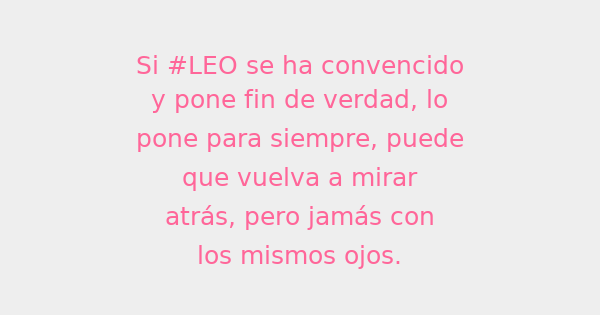 Si #LEO se ha convencido
y pone fin de verdad, lo
pone para siempre, puede
que vuelva a mirar
atrás, pero jamás con
los mismos ojos.